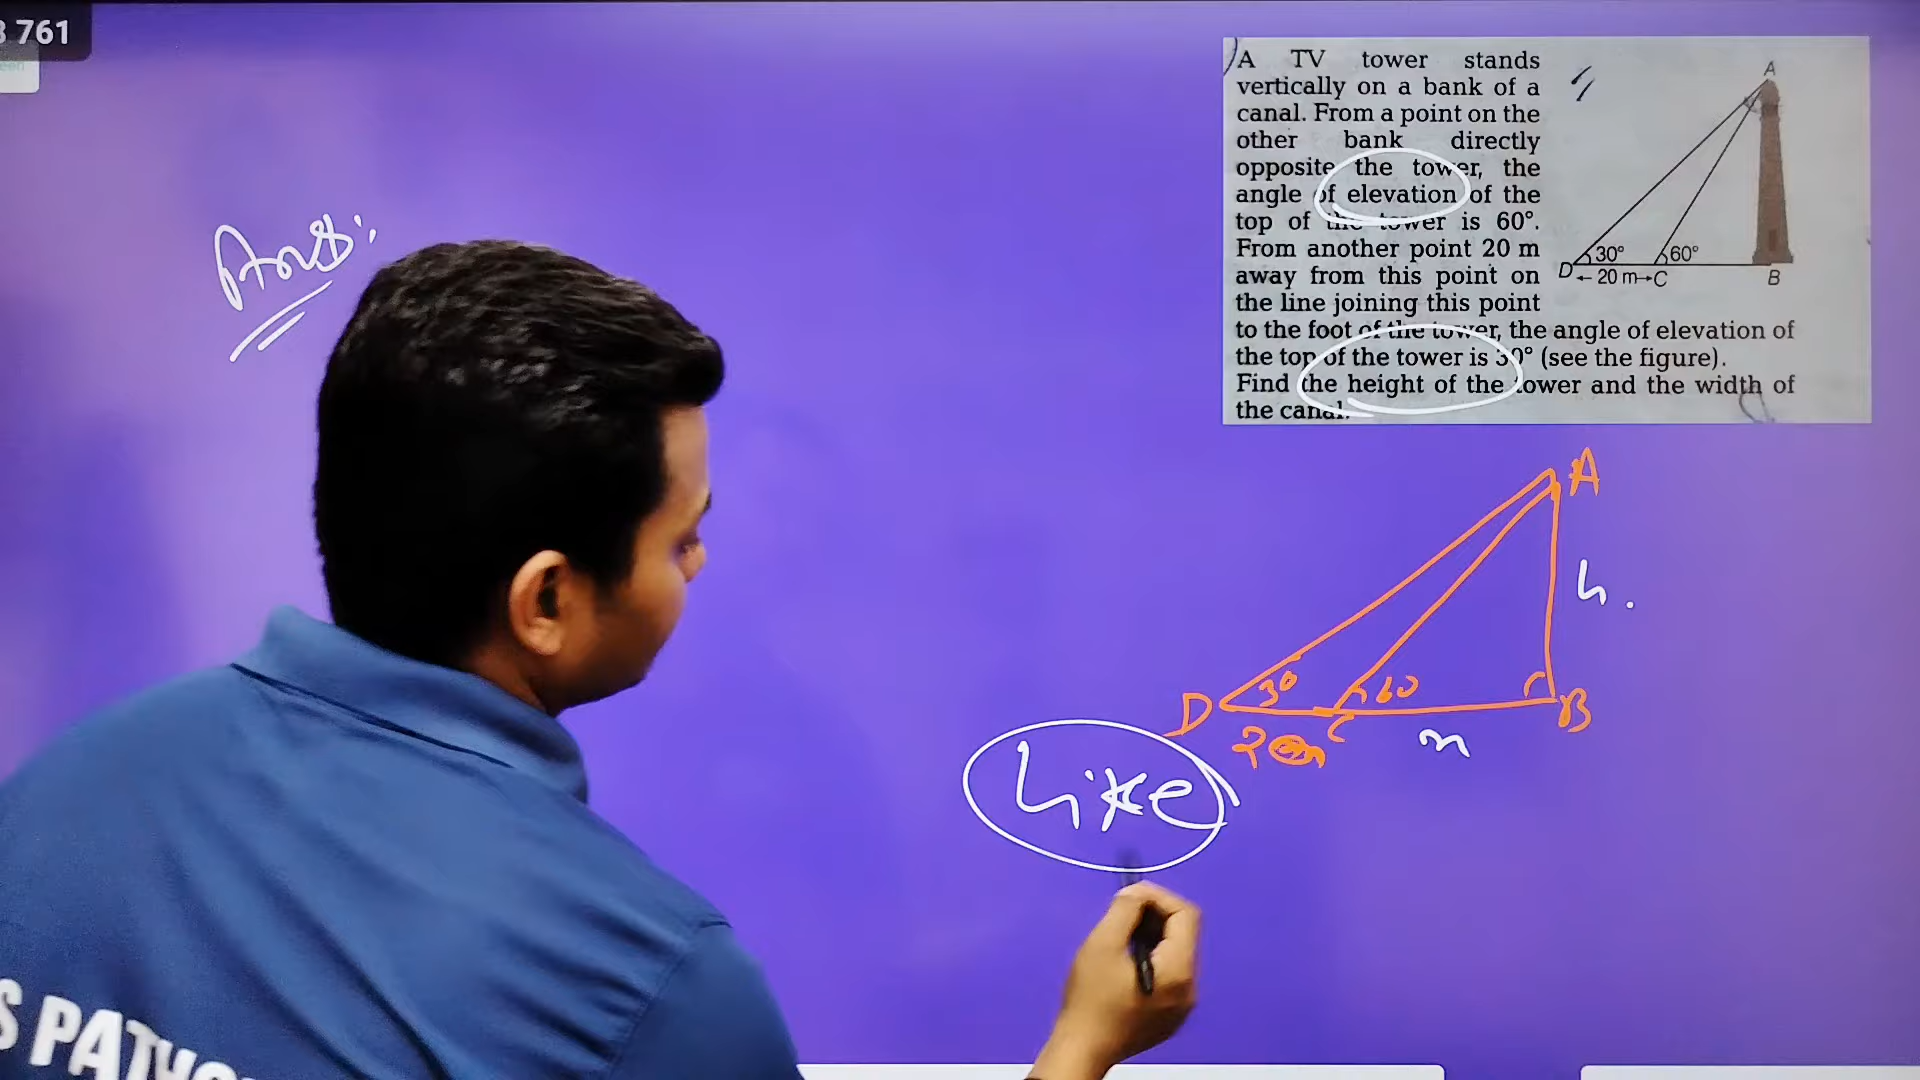 761
een
A TV tower stands
vertically on a bank of a
canal. From a point on the
other bank directly
opposite the tower, the
angle of elevation of the
top of the tower is 60°.
From another point 20 m
away from this point on
the line joining this point
to the foot of the tower, the angle of elevation of
the top of the tower is 30° (see the figure).
Find the height of the tower and the width of
the canal.
A
30°
60°
D
← 20 m→C
B
Ans:
A
h.
30
60
D
C
B
20m
x
Like
S PATH